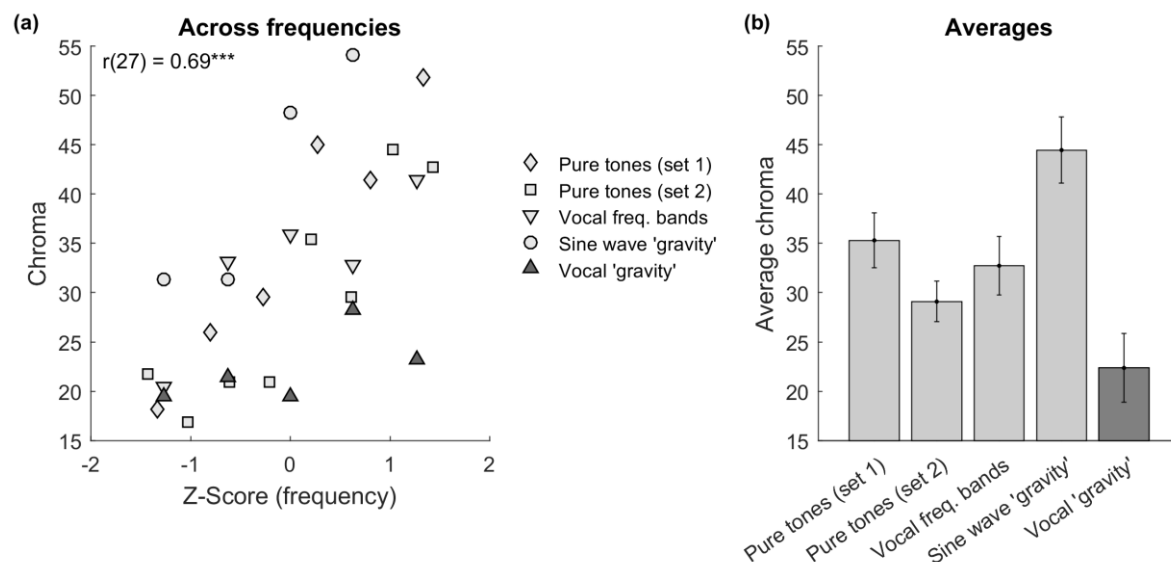 (a)
Across frequencies
r(27) = 0.69***
55
50
45
40
35
30
25
20
15
-2
-1
0
1
2
Chroma
Z-Score (frequency)
Pure tones (set 1)
Pure tones (set 2)
Vocal freq. bands
Sine wave 'gravity'
Vocal 'gravity'
(b)
Averages
55
50
45
40
35
30
25
20
15
Average chroma
Pure tones (set 1)
Pure tones (set 2)
Vocal freq. bands
Sine wave 'gravity'
Vocal 'gravity'